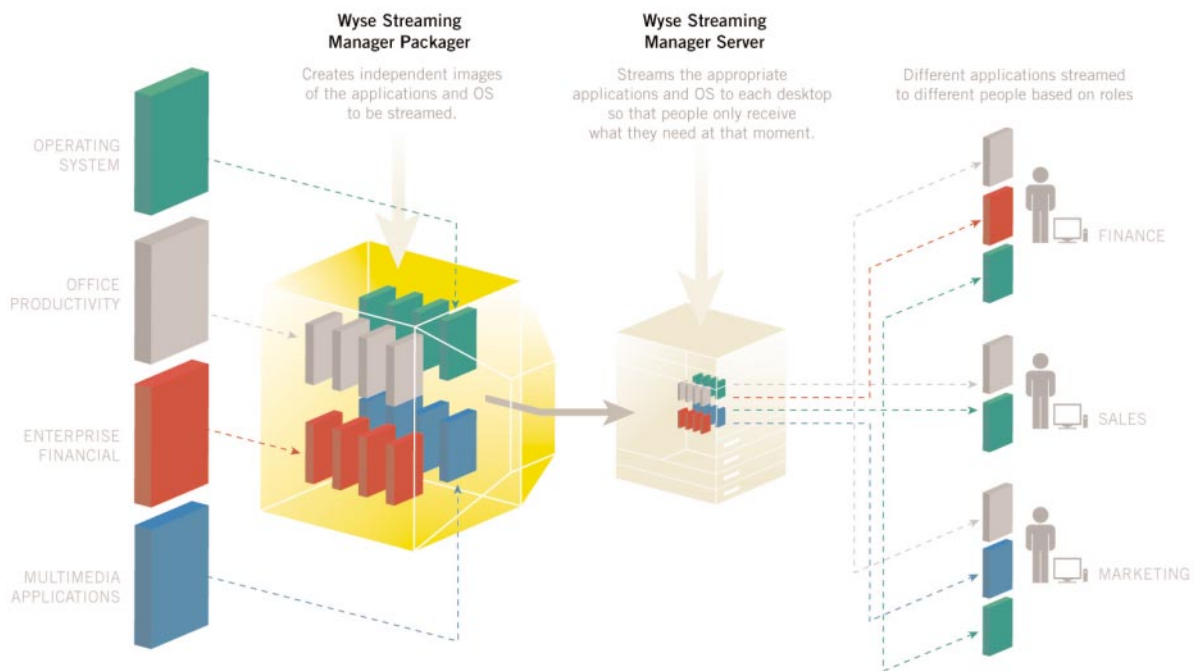 Wyse Streaming
Manager Packager
Creates independent images
of the applications and OS
to be streamed.
Wyse Streaming
Manager Server
Streams the appropriate
applications and OS to each desktop
so that people only receive
what they need at that moment.
Different applications streamed
to different people based on roles
OPERATING
SYSTEM
OFFICE
PRODUCTIVITY
ENTERPRISE
FINANCIAL
MULTIMEDIA
APPLICATIONS
FINANCE
SALES
MARKETING